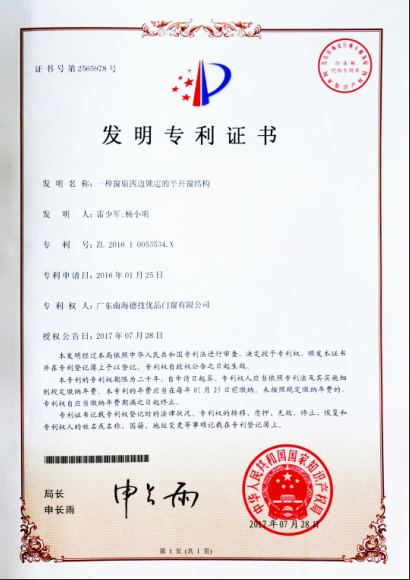 证书号第2565978号
发明专利证书
发 明 名 称：一种窗扇四边锁定的平开窗结构
发 明 人：雷少军;杨小明
专 利 号：ZL 2016 1 0053534.X
专利申请日：2016年01月25日
专 利 权 人：广东南海德技优品门窗有限公司
授权公告日：2017年07月28日
本发明经过本局依照中华人民共和国专利法进行审查，决定授予专利权，颁发本证书
并在专利登记簿上予以登记。专利权自授权公告之日起生效。
本专利的专利权期限为二十年，自申请日起算。专利权人应当依照专利法及其实施细
则规定缴纳年费。本专利的年费应当在每年01月25日前缴纳。未按照规定缴纳年费的，
专利权自应当缴纳年费期满之日起终止。
专利证书记载专利权登记时的法律状况。专利权的转移、质押、无效、终止、恢复和
专利权人的姓名或名称、国籍、地址变更等事项记载在专利登记簿上。
局长
申长雨
申长雨
中华人民共和国国家知识产权局
2017年07月28日
第 1 页 (共 1 页)